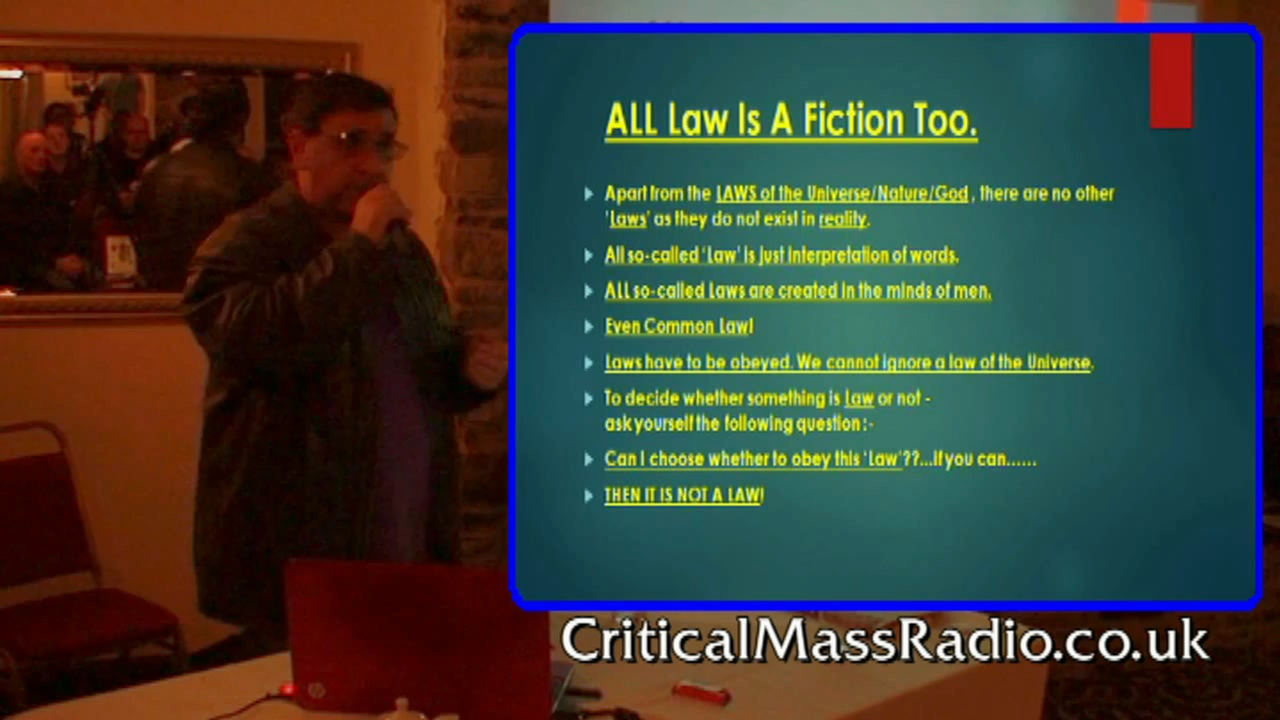 ALL Law Is A Fiction Too.
Apart from the LAWS of the Universe/Nature/God , there are no other
'Laws' as they do not exist in reality.
All so-called 'Law' is just interpretation of words.
ALL so-called Laws are created in the minds of men.
Even Common Law!
Laws have to be obeyed. We cannot ignore a law of the Universe.
To decide whether something is Law or not -
ask yourself the following question :-
Can I choose whether to obey this 'Law'??...If you can......
THEN IT IS NOT A LAW!
CriticalMassRadio.co.uk
hp